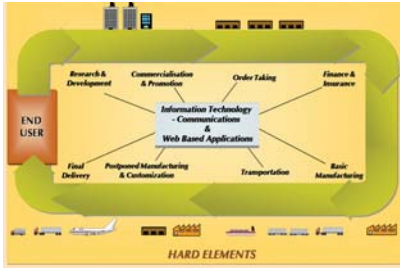 Research &
Development
Commercialisation
& Promotion
Order Taking
Finance &
Insurance
END
USER
Information Technology
- Communications
&
Web Based Applications
Final
Delivery
Postponed Manufacturing
& Customization
Transportation
Basic
Manufacturing
HARD ELEMENTS